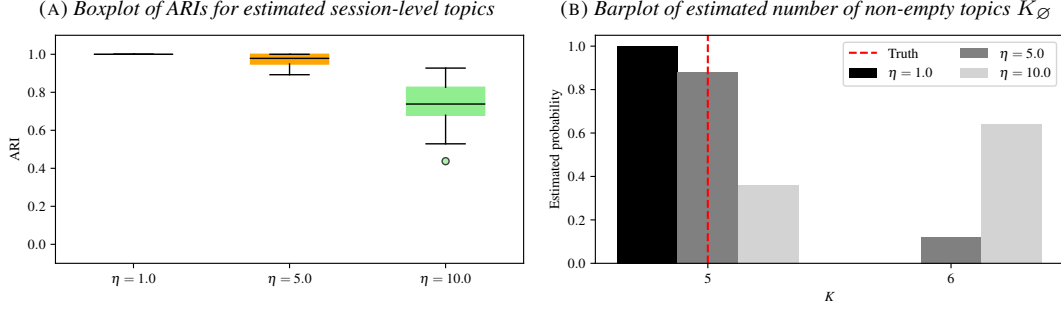 (A) Boxplot of ARIs for estimated session-level topics
1.0
0.8
0.6
0.4
0.2
0.0
ARI
η = 1.0
η = 5.0
η = 10.0
(B) Barplot of estimated number of non-empty topics K∅
1.0
0.8
0.6
0.4
0.2
0.0
Estimated probability
Truth
η = 1.0
η = 5.0
η = 10.0
5
6
K